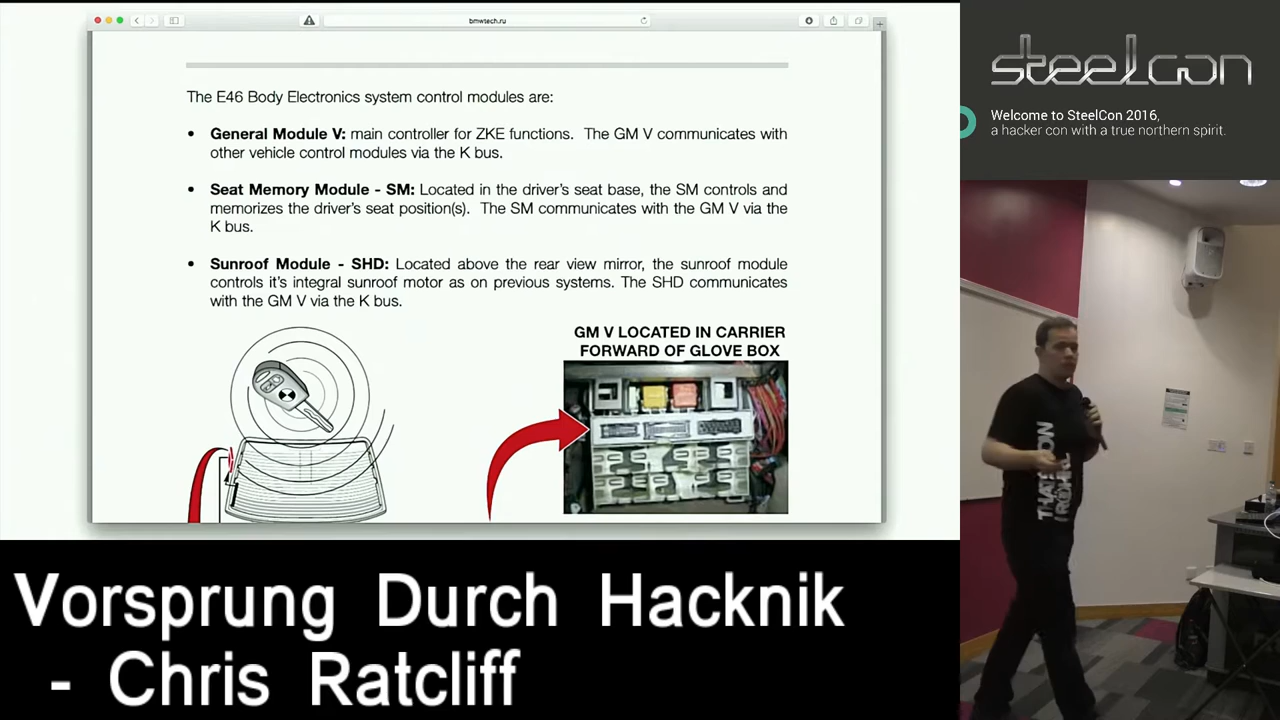 bmwtech.ru
The E46 Body Electronics system control modules are:
• General Module V: main controller for ZKE functions. The GM V communicates with
other vehicle control modules via the K bus.
• Seat Memory Module - SM: Located in the driver's seat base, the SM controls and
memorizes the driver's seat position(s). The SM communicates with the GM V via the
K bus.
• Sunroof Module - SHD: Located above the rear view mirror, the sunroof module
controls it's integral sunroof motor as on previous systems. The SHD communicates
with the GM V via the K bus.
GM V LOCATED IN CARRIER
FORWARD OF GLOVE BOX
steelcon
Welcome to SteelCon 2016,
a hacker con with a true northern spirit.
Vorsprung Durch Hacknik
- Chris Ratcliff